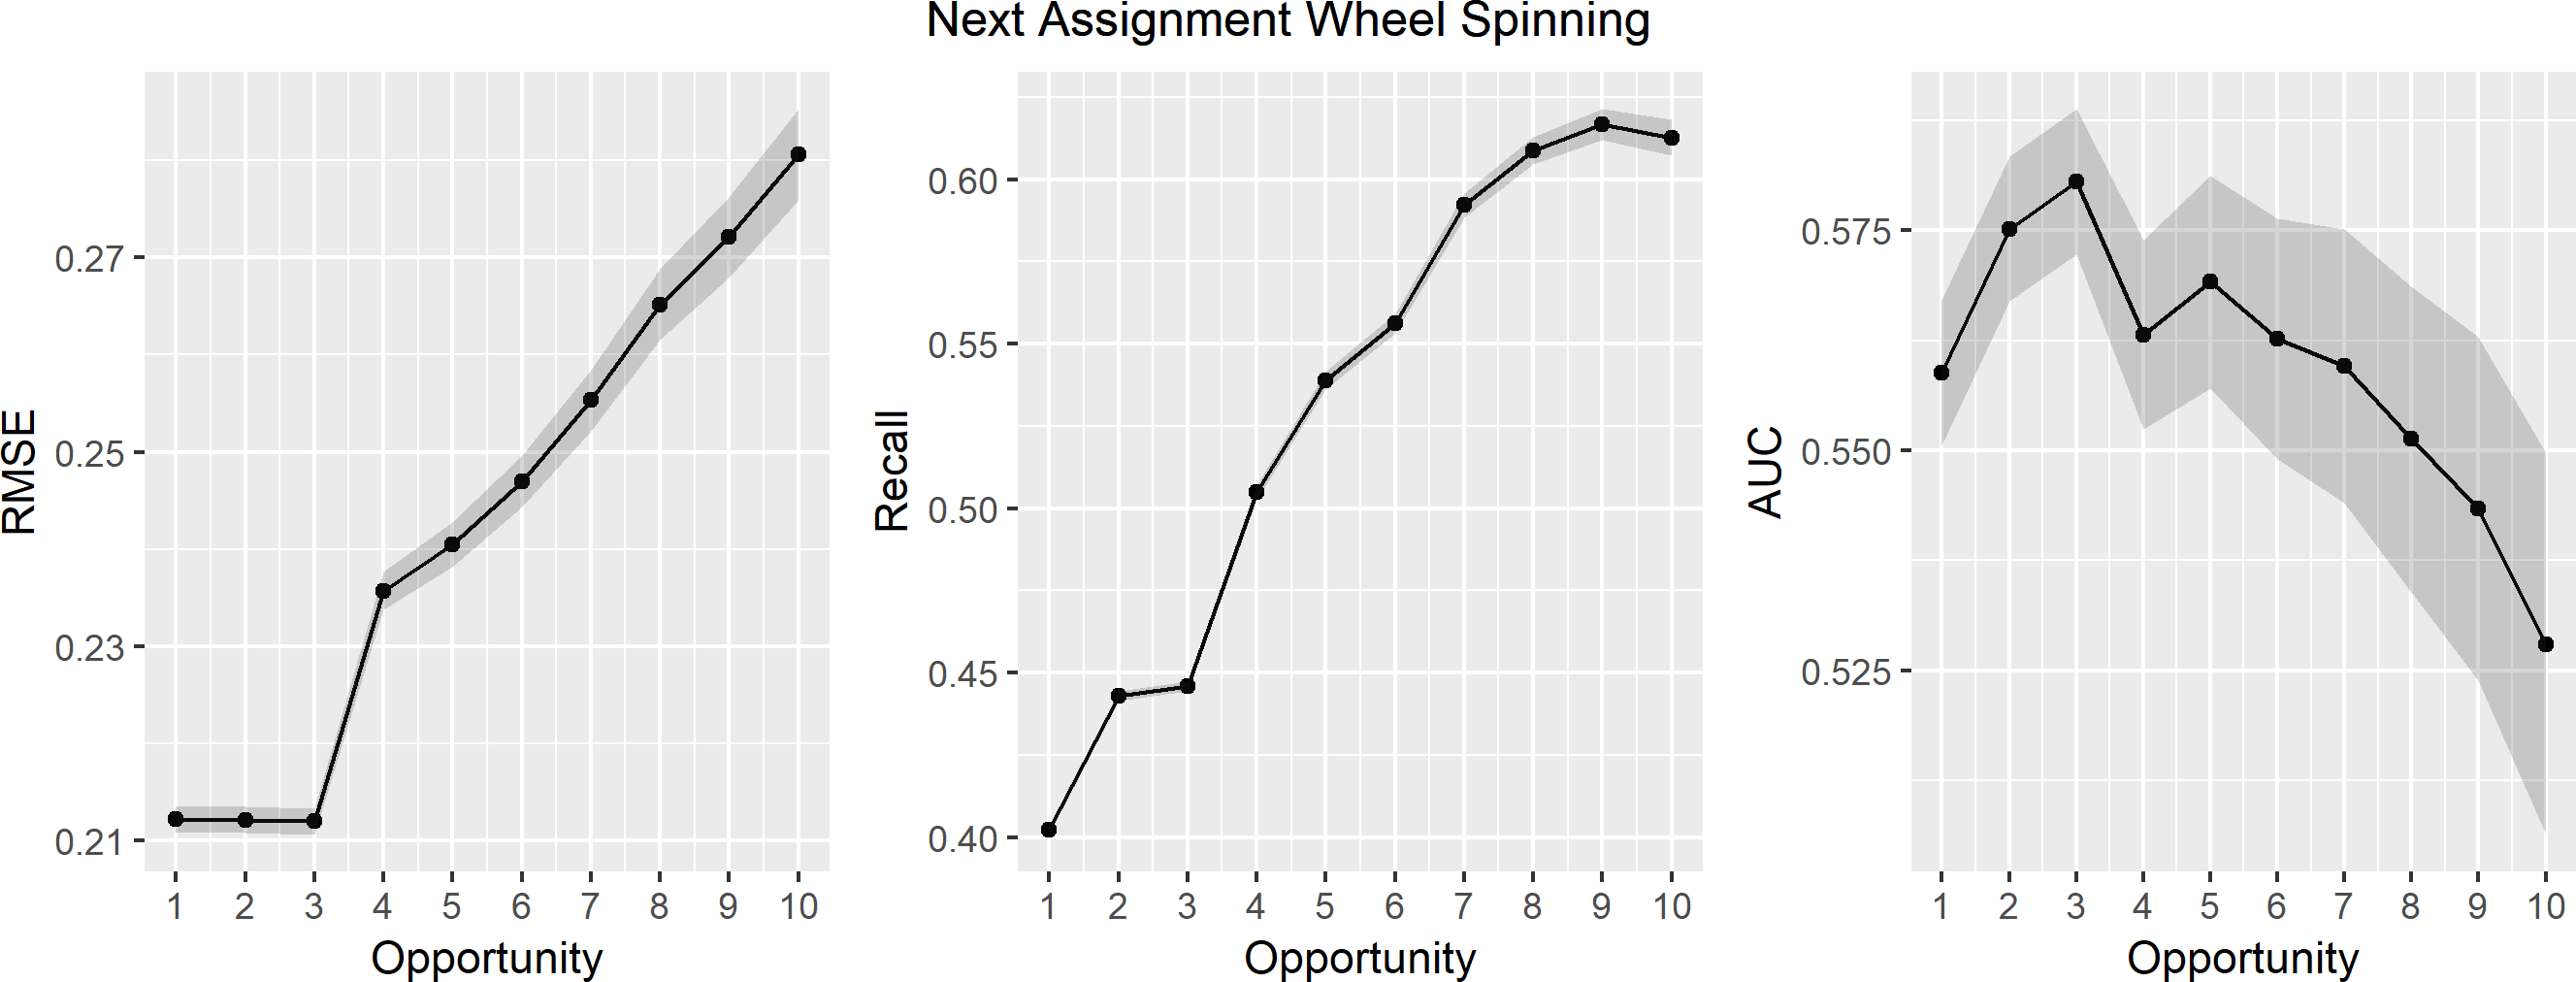 Next Assignment Wheel Spinning
RMSE
0.27
0.25
0.23
0.21
1 2 3 4 5 6 7 8 9 10
Opportunity
Recall
0.60
0.55
0.50
0.45
0.40
1 2 3 4 5 6 7 8 9 10
Opportunity
AUC
0.575
0.550
0.525
1 2 3 4 5 6 7 8 9 10
Opportunity